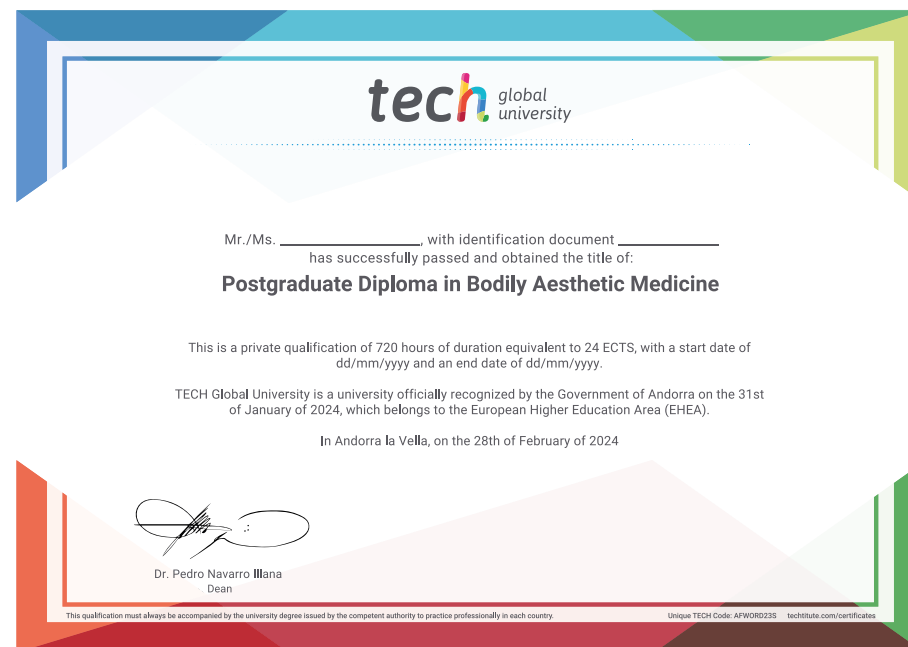 tech global university
Mr./Ms. ____________________, with identification document ______________
has successfully passed and obtained the title of:
Postgraduate Diploma in Bodily Aesthetic Medicine
This is a private qualification of 720 hours of duration equivalent to 24 ECTS, with a start date of
dd/mm/yyyy and an end date of dd/mm/yyyy.
TECH Global University is a university officially recognized by the Government of Andorra on the 31st
of January of 2024, which belongs to the European Higher Education Area (EHEA).
In Andorra la Vella, on the 28th of February of 2024
Dr. Pedro Navarro Illana
Dean
This qualification must always be accompanied by the university degree issued by the competent authority to practice professionally in each country.
Unique TECH Code: AFWORD23S techtitute.com/certificates